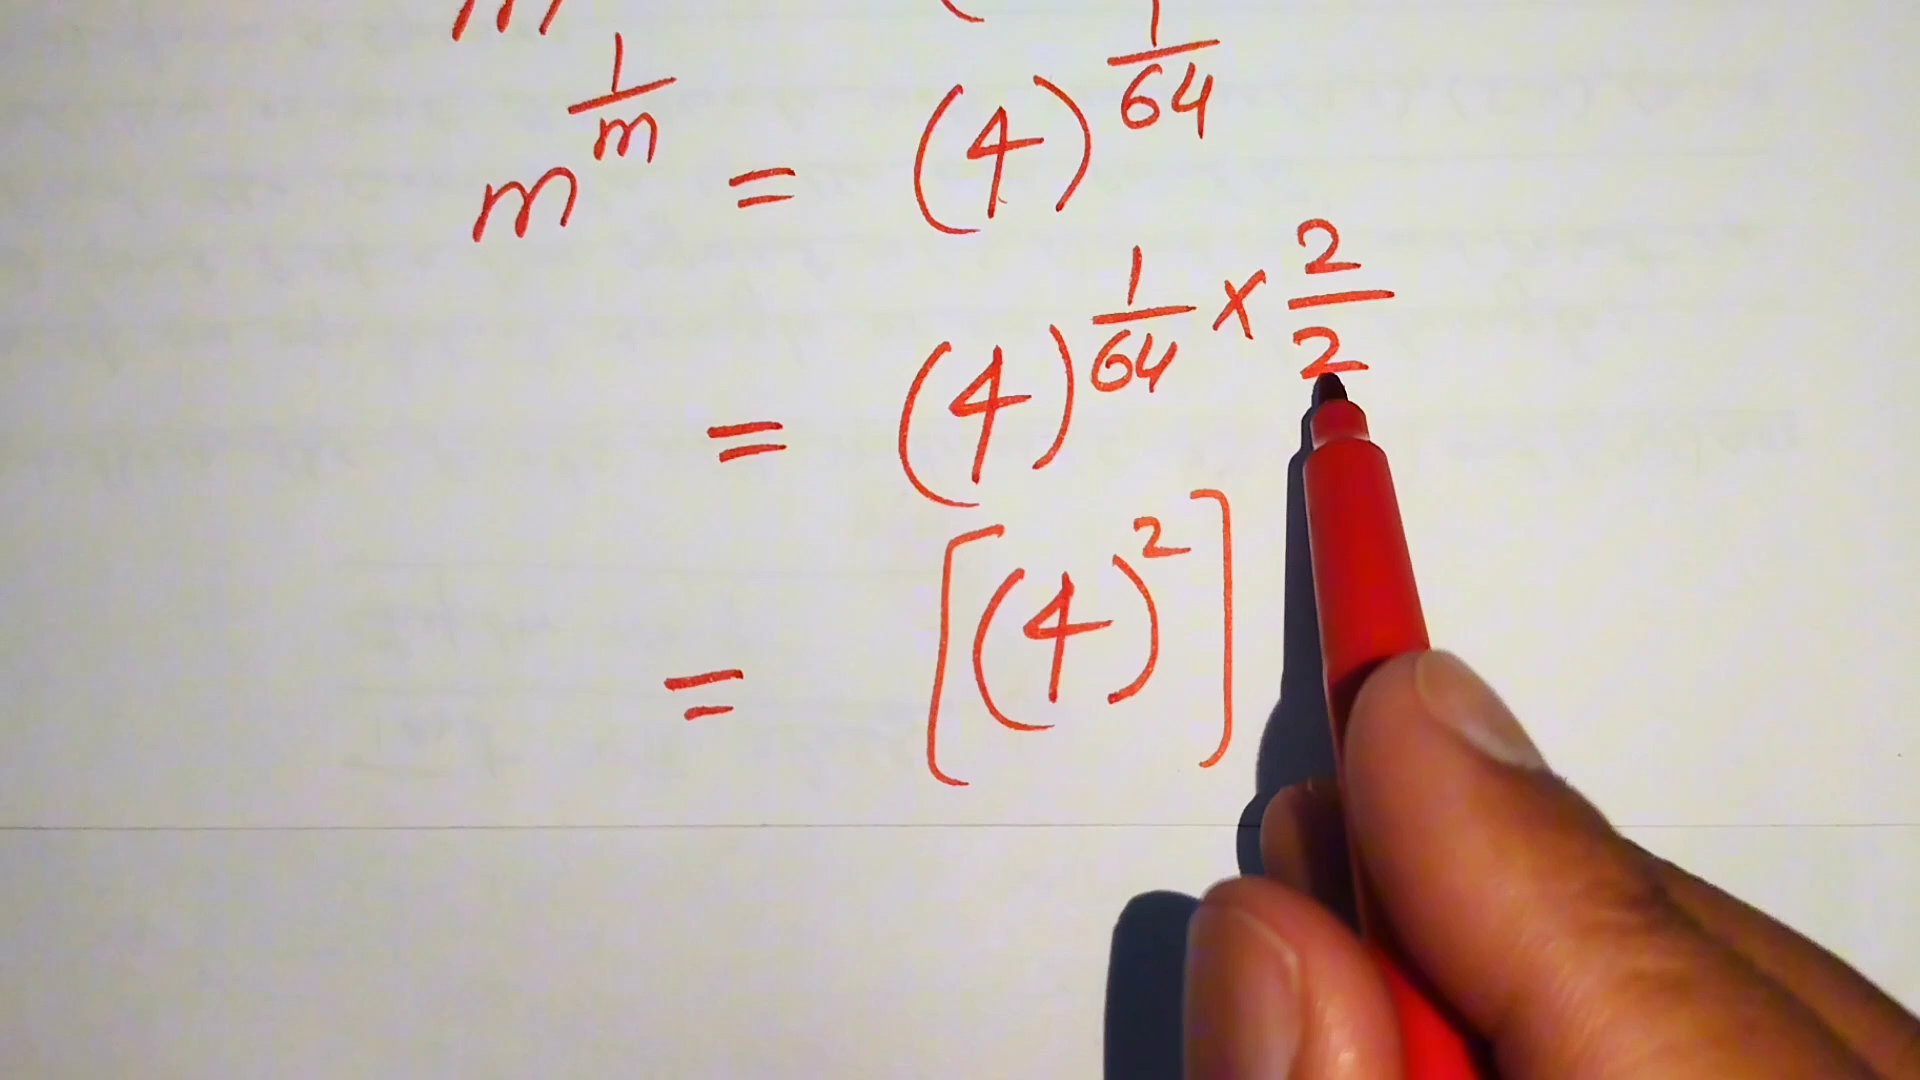 m^(1/m) = (4)^(1/64)
= (4)^(1/64 × 2/2)
= [(4)^2]